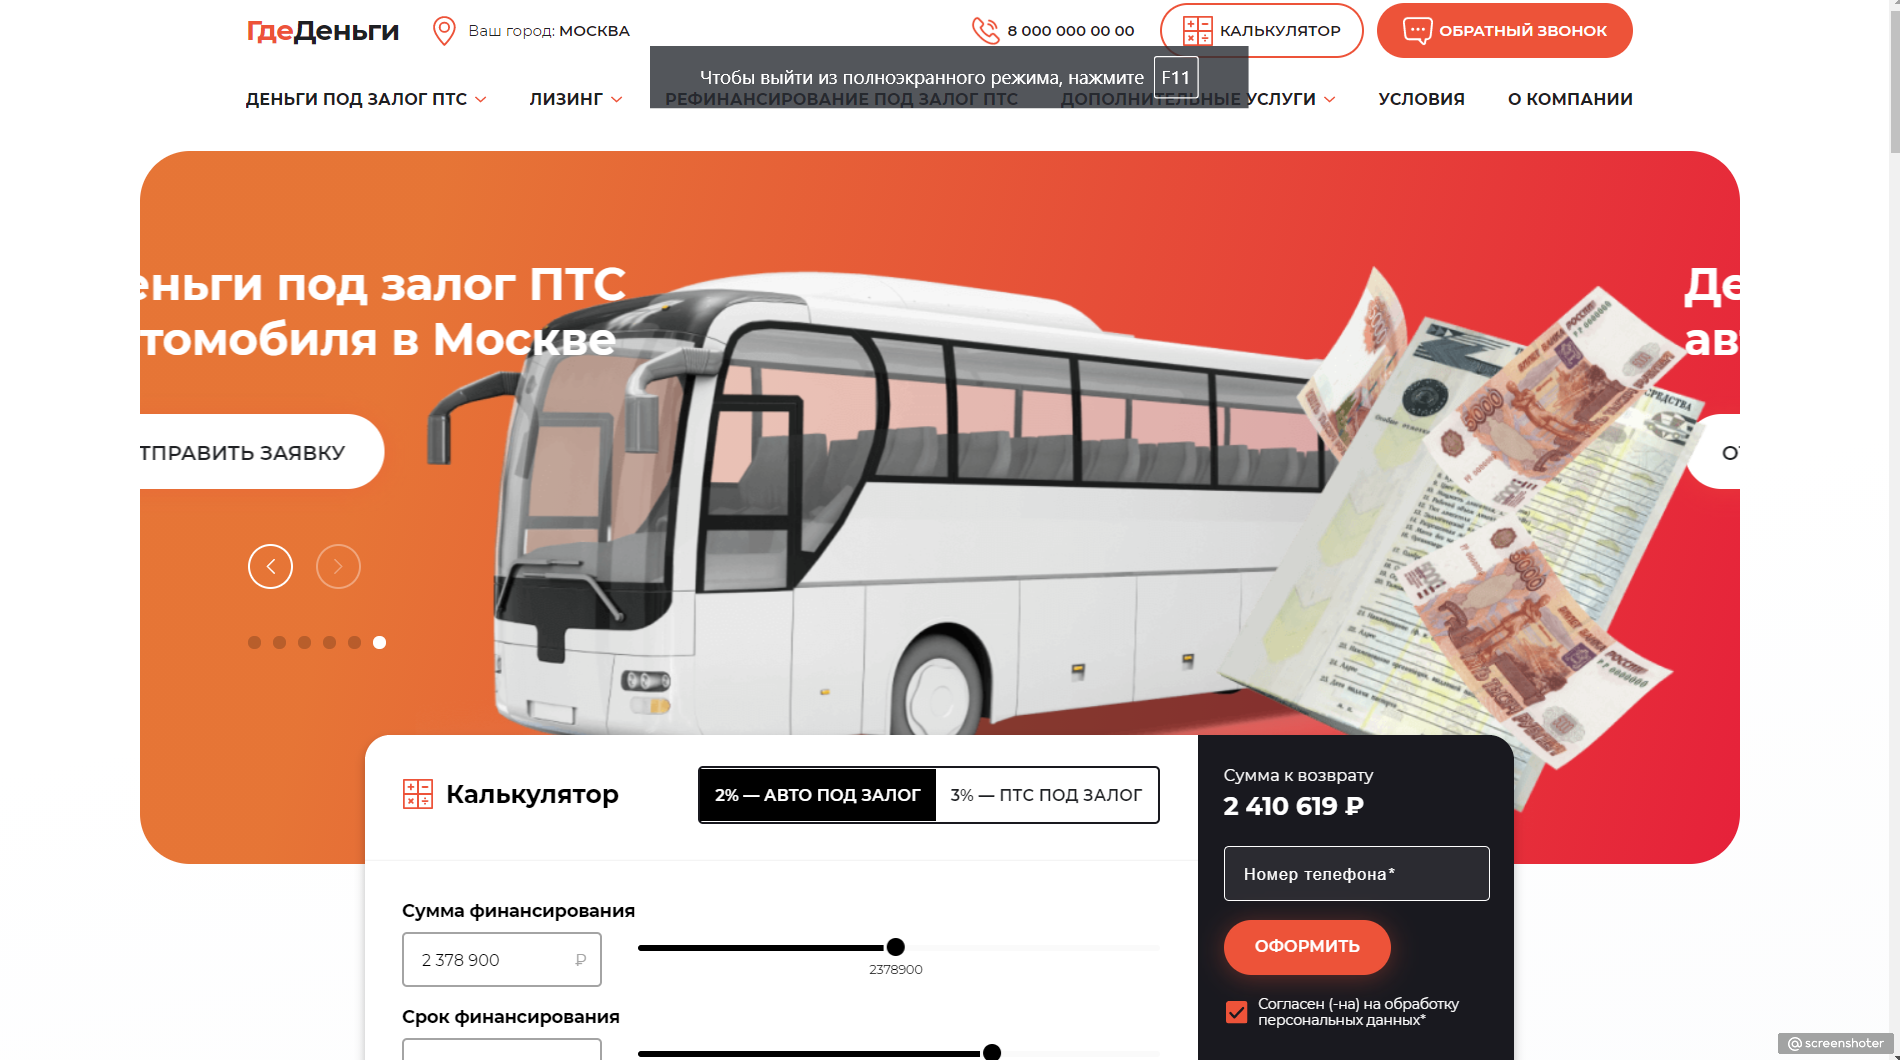 ГдеДеньги
Ваш город: МОСКВА
8 000 000 00 00
КАЛЬКУЛЯТОР
ОБРАТНЫЙ ЗВОНОК
Чтобы выйти из полноэкранного режима, нажмите F11
ДЕНЬГИ ПОД ЗАЛОГ ПТС
ЛИЗИНГ
РЕФИНАНСИРОВАНИЕ ПОД ЗАЛОГ ПТС
ДОПОЛНИТЕЛЬНЫЕ УСЛУГИ
УСЛОВИЯ
О КОМПАНИИ
еньги под залог ПТС
томобиля в Москве
ТПРАВИТЬ ЗАЯВКУ
Де
ав
СРЕДСТВА
5000
5000
Калькулятор
2% — АВТО ПОД ЗАЛОГ
3% — ПТС ПОД ЗАЛОГ
Сумма финансирования
2 378 900 ₽
2378900
Срок финансирования
Сумма к возврату
2 410 619 ₽
Номер телефона*
ОФОРМИТЬ
Согласен (-на) на обработку
персональных данных*
@screenshoter